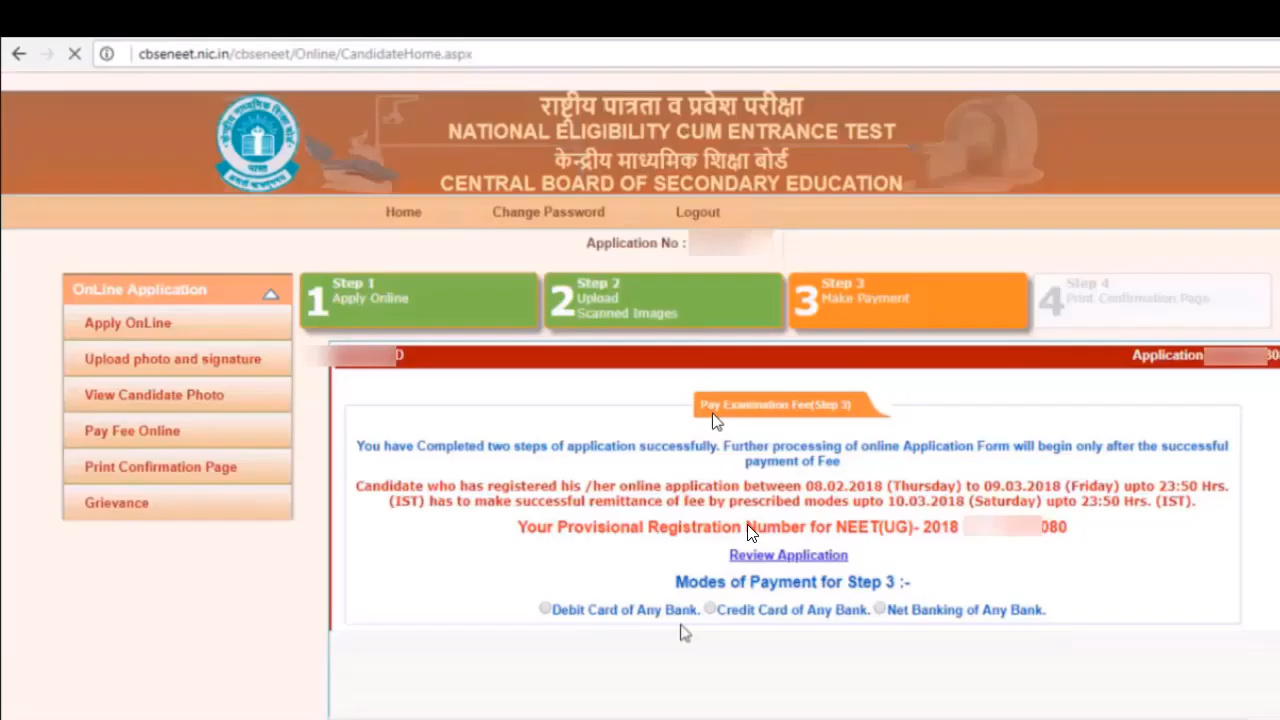 cbseneet.nic.in/cbseneet/Online/CandidateHome.aspx
राष्ट्रीय पात्रता व प्रवेश परीक्षा
NATIONAL ELIGIBILITY CUM ENTRANCE TEST
केन्द्रीय माध्यमिक शिक्षा बोर्ड
CENTRAL BOARD OF SECONDARY EDUCATION
Home Change Password Logout
Application No :
OnLine Application
Apply OnLine
Upload photo and signature
View Candidate Photo
Pay Fee Online
Print Confirmation Page
Grievance
1 Step 1
Apply Online
2 Step 2
Upload
Scanned Images
3 Step 3
Make Payment
4 Step 4
Print Confirmation Page
D Application
Pay Examination Fee(Step 3)
You have Completed two steps of application successfully. Further processing of online Application Form will begin only after the successful
payment of Fee
Candidate who has registered his /her online application between 08.02.2018 (Thursday) to 09.03.2018 (Friday) upto 23:50 Hrs.
(IST) has to make successful remittance of fee by prescribed modes upto 10.03.2018 (Saturday) upto 23:50 Hrs. (IST).
Your Provisional Registration Number for NEET(UG)- 2018 080
Review Application
Modes of Payment for Step 3 :-
Debit Card of Any Bank. Credit Card of Any Bank. Net Banking of Any Bank.